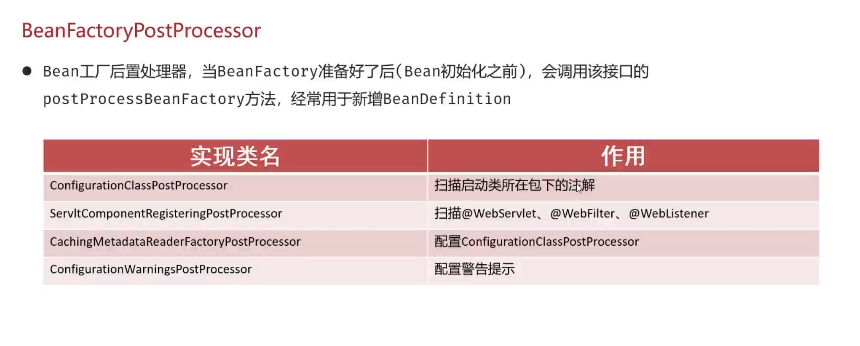 BeanFactoryPostProcessor
● Bean工厂后置处理器，当BeanFactory准备好了后(Bean初始化之前)，会调用该接口的
postProcessBeanFactory方法，经常用于新增BeanDefinition
实现类名 作用
ConfigurationClassPostProcessor 扫描启动类所在包下的注解
ServltComponentRegisteringPostProcessor 扫描@WebServlet、@WebFilter、@WebListener
CachingMetadataReaderFactoryPostProcessor 配置ConfigurationClassPostProcessor
ConfigurationWarningsPostProcessor 配置警告提示